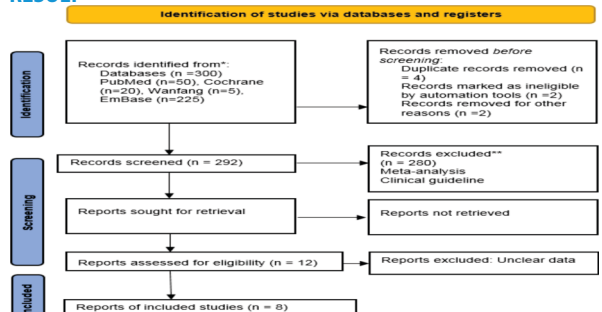 RESULT
Identification of studies via databases and registers
Identification
Records identified from*:
Databases (n =300)
PubMed (n=50), Cochrane
(n=20), Wanfang (n=5),
EmBase (n=225)
Records removed before
screening:
Duplicate records removed (n
= 4)
Records marked as ineligible
by automation tools (n =2)
Records removed for other
reasons (n =2)
Screening
Records screened (n = 292)
Records excluded**
(n = 280)
Meta-analysis
Clinical guideline
Reports sought for retrieval
Reports not retrieved
Reports assessed for eligibility (n = 12)
Reports excluded: Unclear data
Reports of included studies (n = 8)